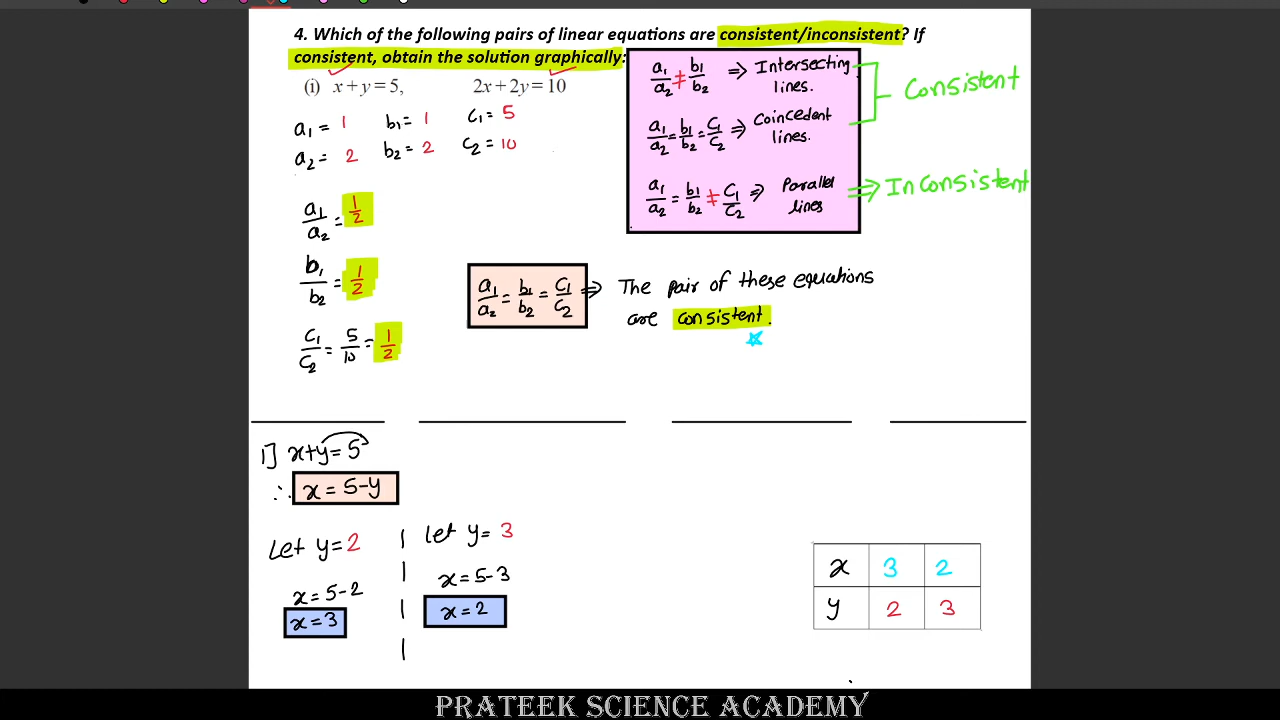 4. Which of the following pairs of linear equations are consistent/inconsistent? If
consistent, obtain the solution graphically:
(i) x + y = 5, 2x + 2y = 10
a₁ = 1 b₁ = 1 c₁ = 5
a₂ = 2 b₂ = 2 c₂ = 10
a₁/a₂ ≠ b₁/b₂ ⇒ Intersecting
lines.
a₁/a₂ = b₁/b₂ = c₁/c₂ ⇒ Coincedent
lines.
Consistent
a₁/a₂ = b₁/b₂ ≠ c₁/c₂ ⇒ Parallel
lines
⇒ Inconsistent
a₁/a₂ = 1/2
b₁/b₂ = 1/2
c₁/c₂ = 5/10 = 1/2
a₁/a₂ = b₁/b₂ = c₁/c₂ ⇒ The pair of these equations
are consistent.
1] x+y = 5
∴ x = 5-y
Let y = 2
x = 5-2
x = 3
let y = 3
x = 5-3
x = 2
x 3 2
y 2 3
PRATEEK SCIENCE ACADEMY